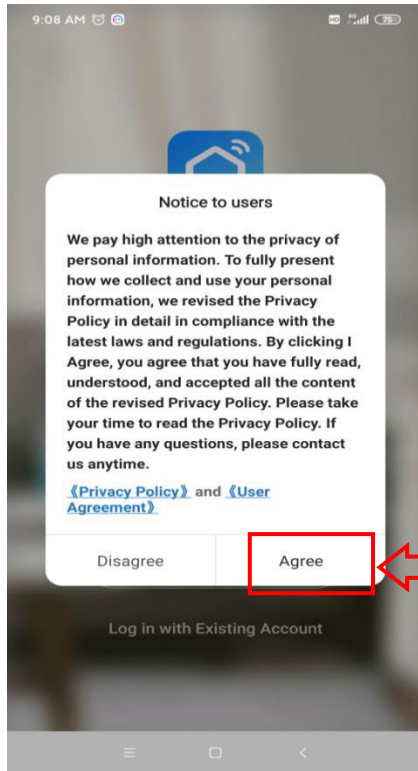 9:08 AM
HD 4G 75
Notice to users
We pay high attention to the privacy of
personal information. To fully present
how we collect and use your personal
information, we revised the Privacy
Policy in detail in compliance with the
latest laws and regulations. By clicking I
Agree, you agree that you have fully read,
understood, and accepted all the content
of the revised Privacy Policy. Please take
your time to read the Privacy Policy. If
you have any questions, please contact
us anytime.
《Privacy Policy》 and 《User
Agreement》
Disagree
Agree
Log in with Existing Account